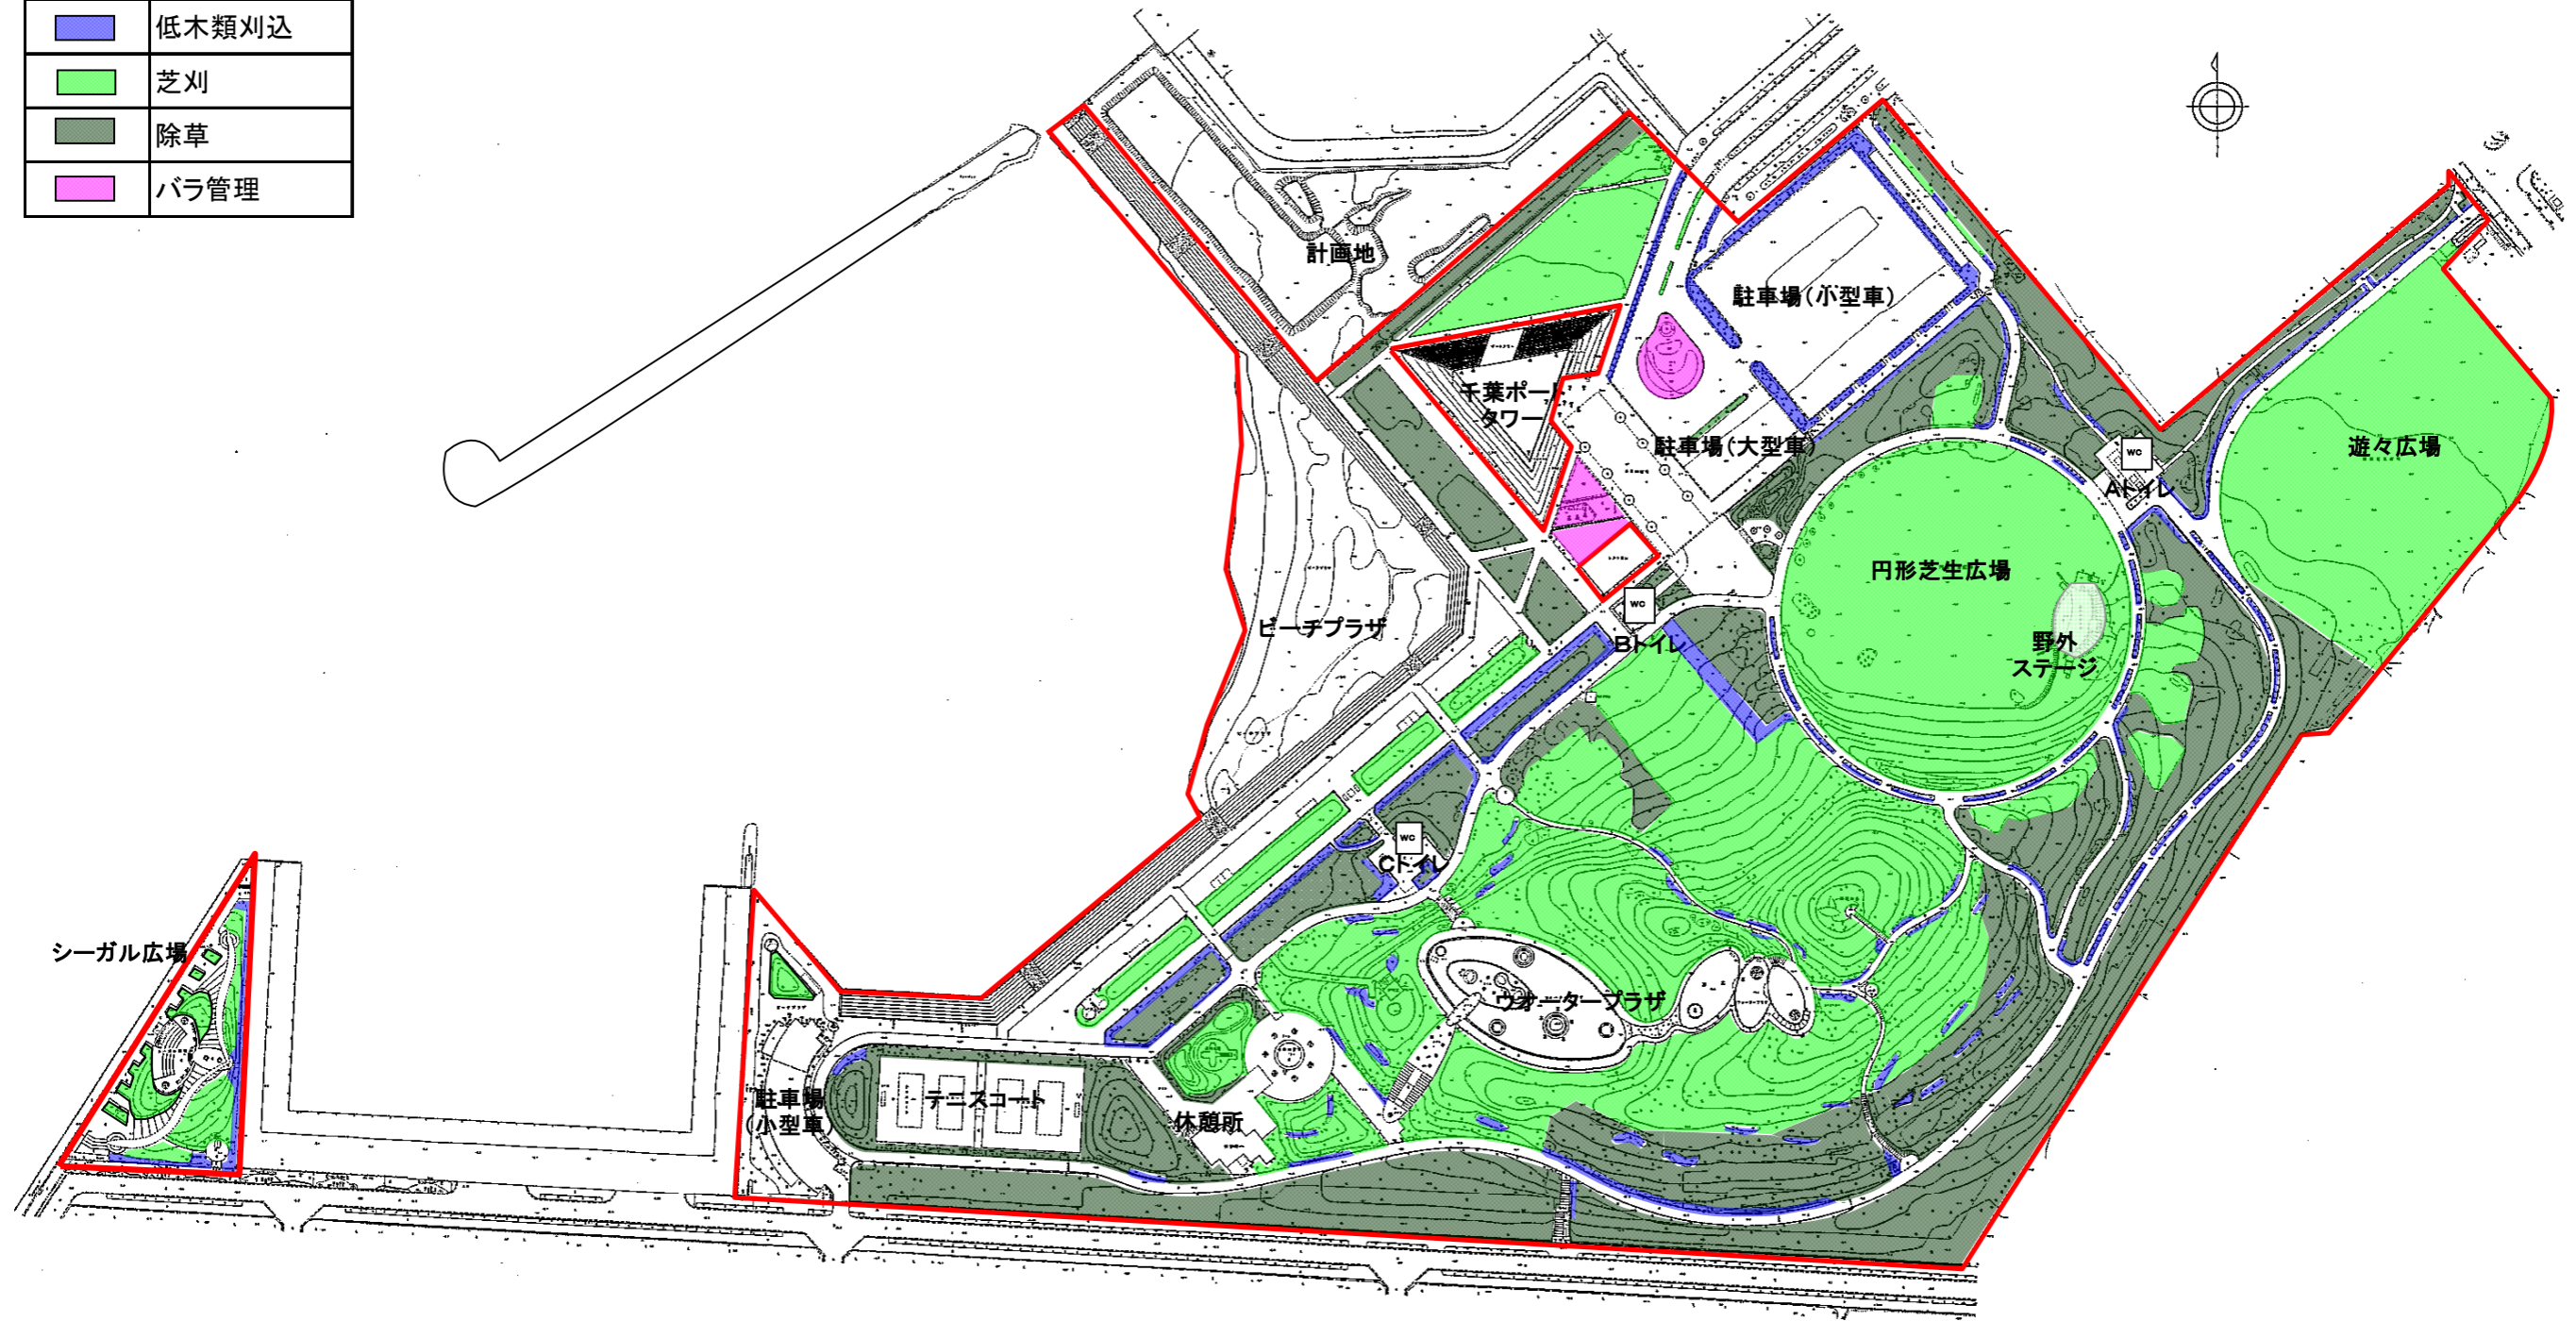 低木類刈込
芝刈
除草
バラ管理
計画地
駐車場(小型車)
千葉ポート
タワー
駐車場(大型車)
遊々広場
WC
Aトイレ
円形芝生広場
WC
Bトイレ
ビーチプラザ
野外
ステージ
WC
Cトイレ
シーガル広場
ウオータープラザ
テニスコート
駐車場
(小型車)
休憩所